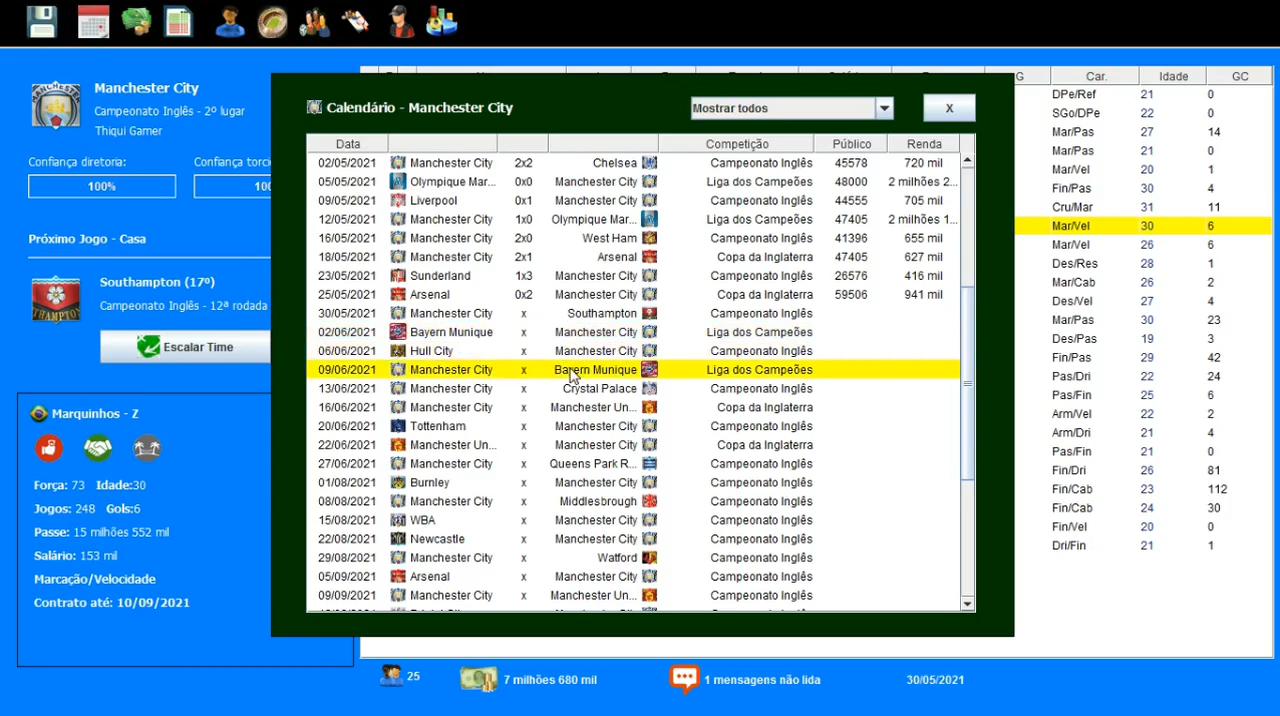 Manchester City
Campeonato Inglês - 2º lugar
Thiqui Gamer
Confiança diretoria:
Confiança torci
100%
100
Próximo Jogo - Casa
Southampton (17º)
Campeonato Inglês - 12ª rodada
Escalar Time
Marquinhos - Z
Força: 73 Idade:30
Jogos: 248 Gols:6
Passe: 15 milhões 552 mil
Salário: 153 mil
Marcação/Velocidade
Contrato até: 10/09/2021
Calendário - Manchester City
Mostrar todos
X
Data Competição Público Renda
02/05/2021 Manchester City 2x2 Chelsea Campeonato Inglês 45578 720 mil
05/05/2021 Olympique Mar... 0x0 Manchester City Liga dos Campeões 48000 2 milhões 2...
09/05/2021 Liverpool 0x1 Manchester City Campeonato Inglês 44555 705 mil
12/05/2021 Manchester City 1x0 Olympique Mar... Liga dos Campeões 47405 2 milhões 1...
16/05/2021 Manchester City 2x0 West Ham Campeonato Inglês 41396 655 mil
18/05/2021 Manchester City 2x1 Arsenal Copa da Inglaterra 47405 627 mil
23/05/2021 Sunderland 1x3 Manchester City Campeonato Inglês 26576 416 mil
25/05/2021 Arsenal 0x2 Manchester City Copa da Inglaterra 59506 941 mil
30/05/2021 Manchester City x Southampton Campeonato Inglês
02/06/2021 Bayern Munique x Manchester City Liga dos Campeões
06/06/2021 Hull City x Manchester City Campeonato Inglês
09/06/2021 Manchester City x Bayern Munique Liga dos Campeões
13/06/2021 Manchester City x Crystal Palace Campeonato Inglês
16/06/2021 Manchester City x Manchester Un... Copa da Inglaterra
20/06/2021 Tottenham x Manchester City Campeonato Inglês
22/06/2021 Manchester Un... x Manchester City Copa da Inglaterra
27/06/2021 Manchester City x Queens Park R... Campeonato Inglês
01/08/2021 Burnley x Manchester City Campeonato Inglês
08/08/2021 Manchester City x Middlesbrough Campeonato Inglês
15/08/2021 WBA x Manchester City Campeonato Inglês
22/08/2021 Newcastle x Manchester City Campeonato Inglês
29/08/2021 Manchester City x Watford Campeonato Inglês
05/09/2021 Arsenal x Manchester City Campeonato Inglês
09/09/2021 Manchester City x Manchester Un... Campeonato Inglês
G Car. Idade GC
DPe/Ref 21 0
SGo/DPe 22 0
Mar/Pas 27 14
Mar/Pas 21 0
Mar/Vel 20 1
Fin/Pas 30 4
Cru/Mar 31 11
Mar/Vel 30 6
Mar/Vel 26 6
Des/Res 28 1
Mar/Cab 26 2
Des/Vel 27 4
Mar/Pas 30 23
Des/Pas 19 3
Fin/Pas 29 42
Pas/Dri 22 24
Pas/Fin 25 6
Arm/Vel 22 2
Arm/Dri 21 4
Pas/Fin 21 0
Fin/Dri 26 81
Fin/Cab 23 112
Fin/Cab 24 30
Fin/Vel 20 0
Dri/Fin 21 1
25
7 milhões 680 mil
1 mensagens não lida
30/05/2021